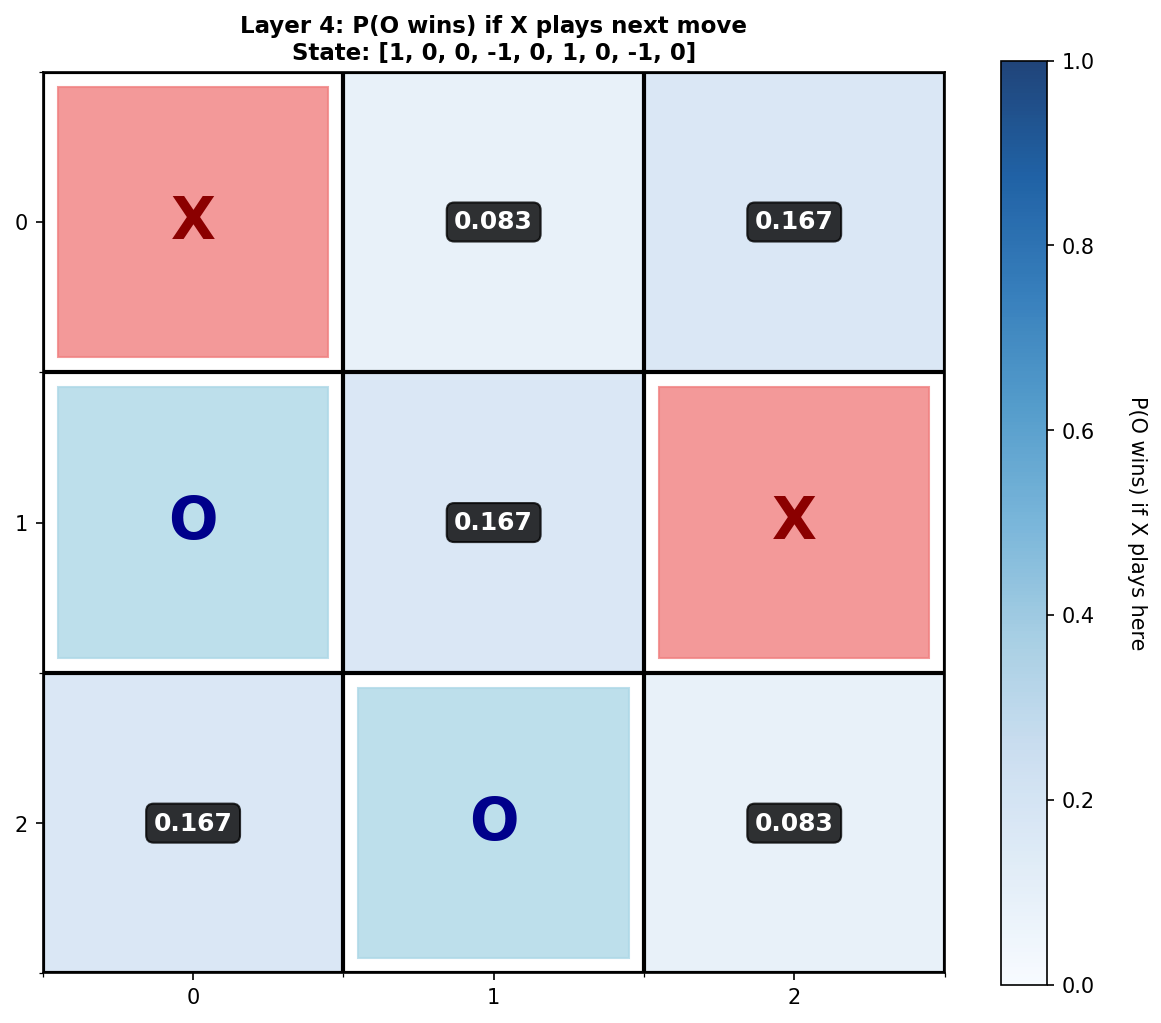 Layer 4: P(O wins) if X plays next move
State: [1, 0, 0, -1, 0, 1, 0, -1, 0]
0
X
0.083
0.167
1
O
0.167
X
2
0.167
O
0.083
0
1
2
1.0
0.8
0.6
0.4
0.2
0.0
P(O wins) if X plays here